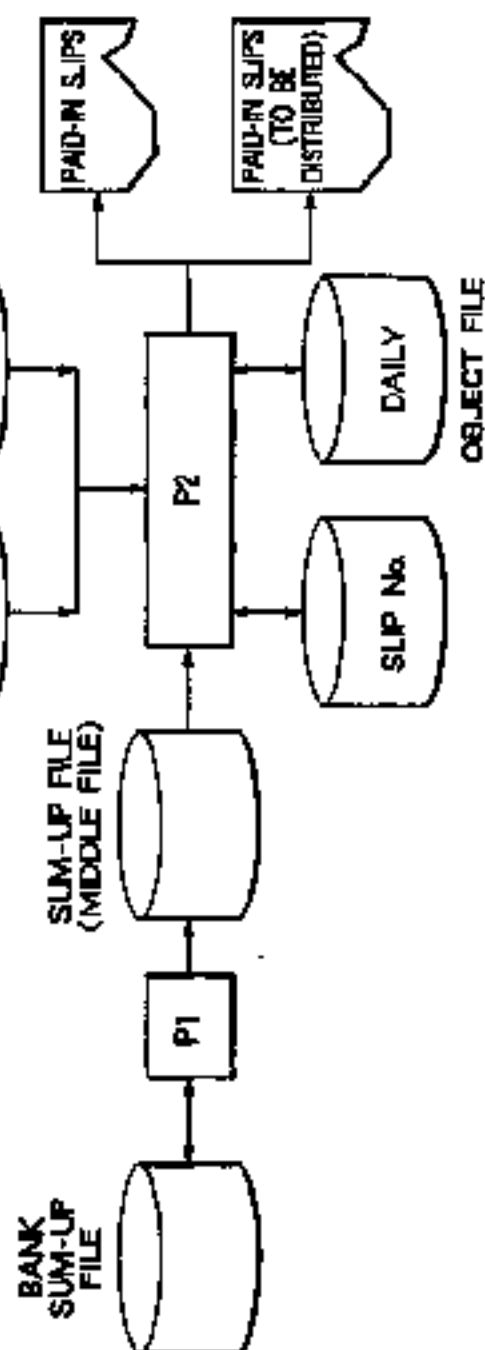 BANK
SUM-UP
FILE
P1
SUM-UP FILE
(MIDDLE FILE)
P2
SLIP No.
DAILY
OBJECT FILE
PAID-IN SLIPS
PAID-IN SLIPS
(TO BE
DISTRIBUTED)